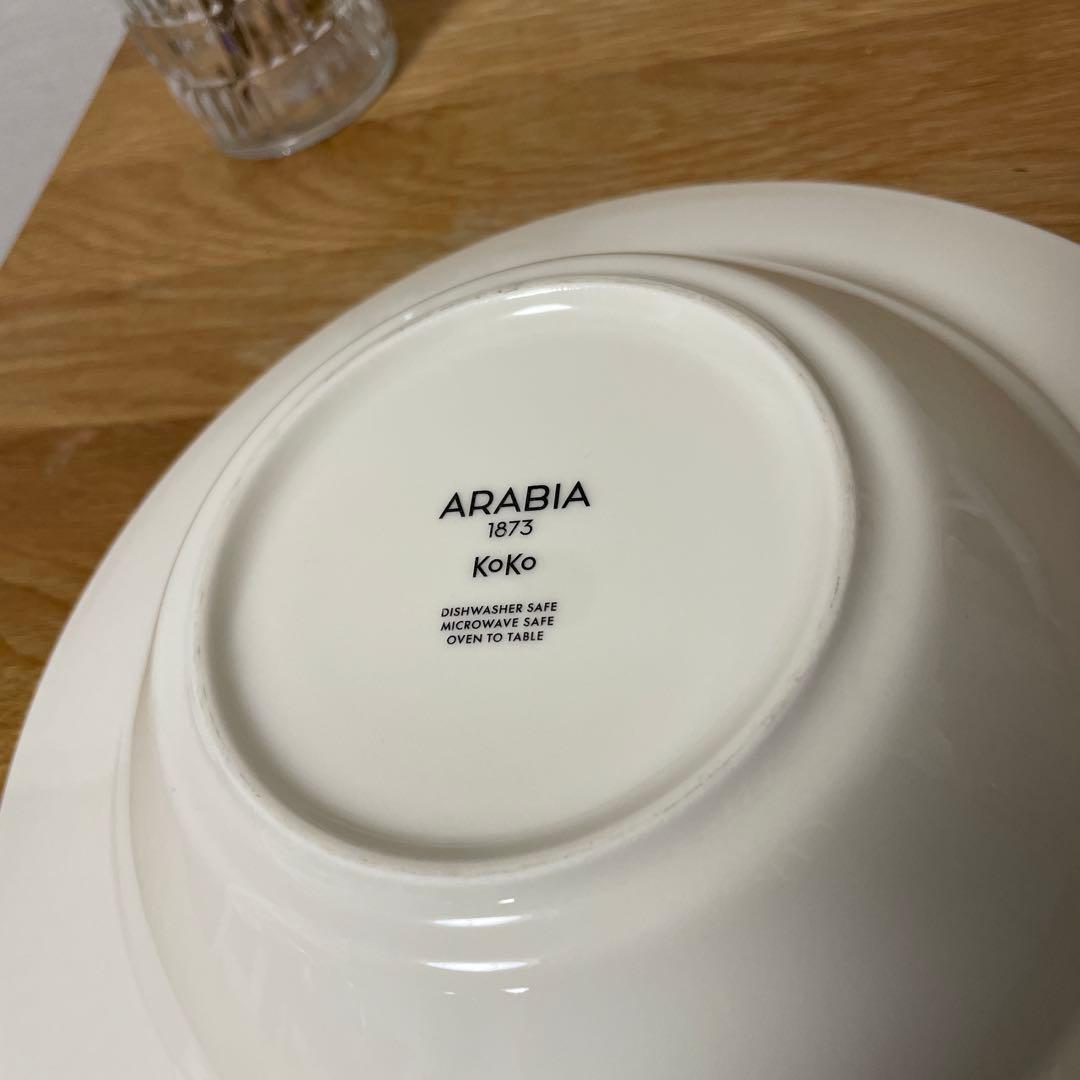 ARABIA
1873
KoKo
DISHWASHER SAFE
MICROWAVE SAFE
OVEN TO TABLE